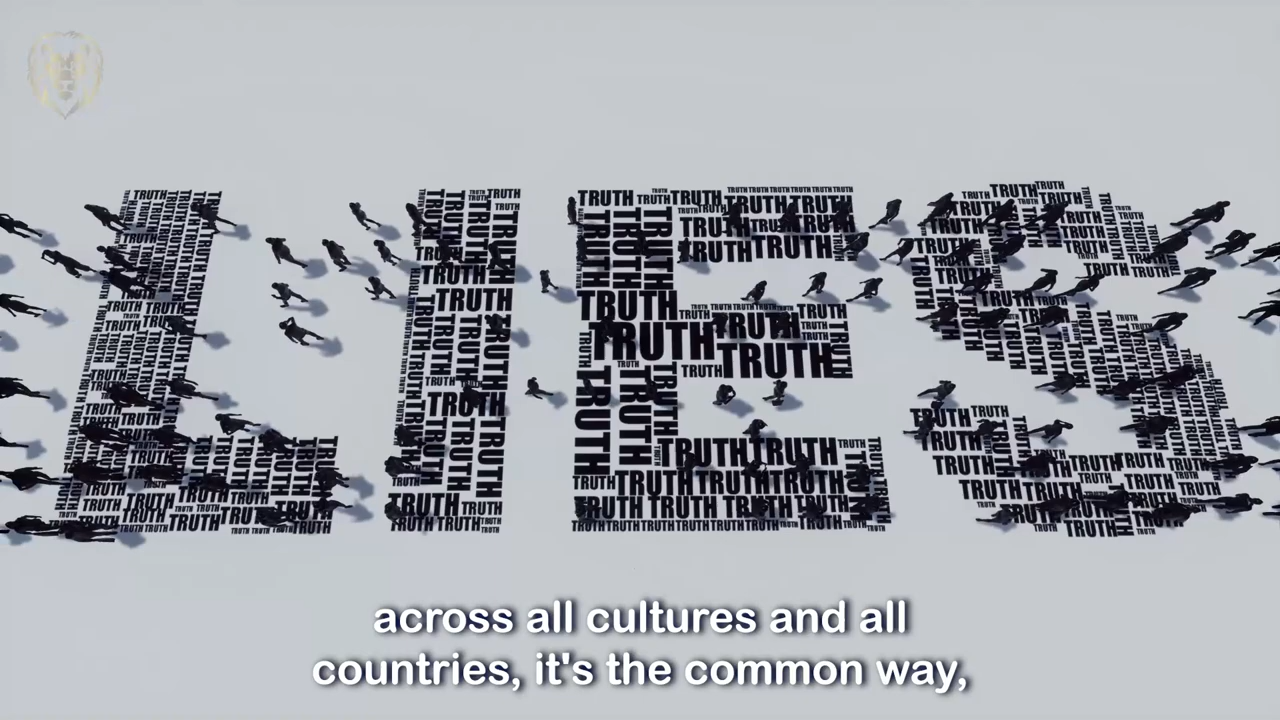 LIES
TRUTH
across all cultures and all
countries, it's the common way,